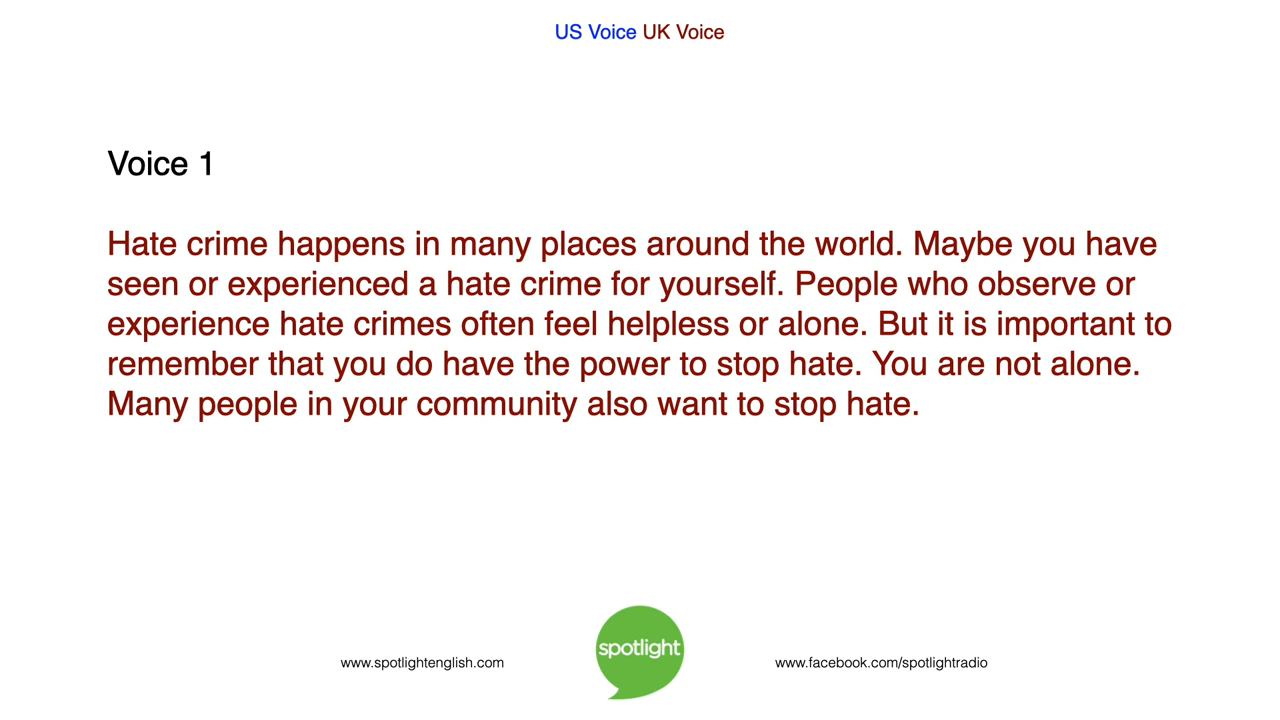 US Voice UK Voice
Voice 1
Hate crime happens in many places around the world. Maybe you have
seen or experienced a hate crime for yourself. People who observe or
experience hate crimes often feel helpless or alone. But it is important to
remember that you do have the power to stop hate. You are not alone.
Many people in your community also want to stop hate.
www.spotlightenglish.com
spotlight
www.facebook.com/spotlightradio